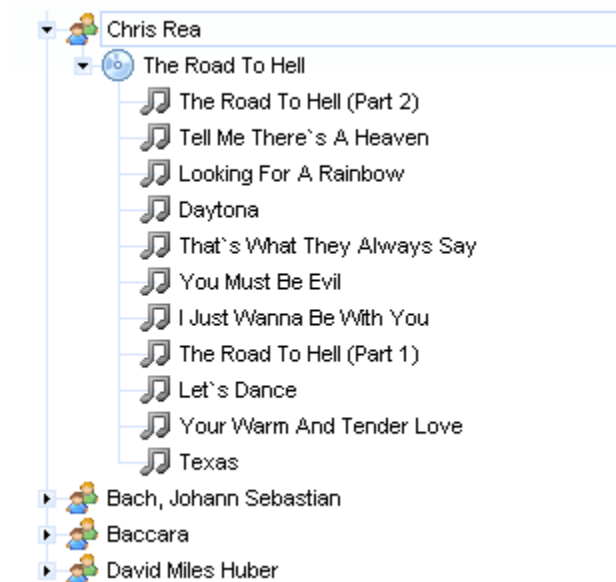 Chris Rea
The Road To Hell
The Road To Hell (Part 2)
Tell Me There`s A Heaven
Looking For A Rainbow
Daytona
That`s What They Always Say
You Must Be Evil
I Just Wanna Be With You
The Road To Hell (Part 1)
Let`s Dance
Your Warm And Tender Love
Texas
Bach, Johann Sebastian
Baccara
David Miles Huber